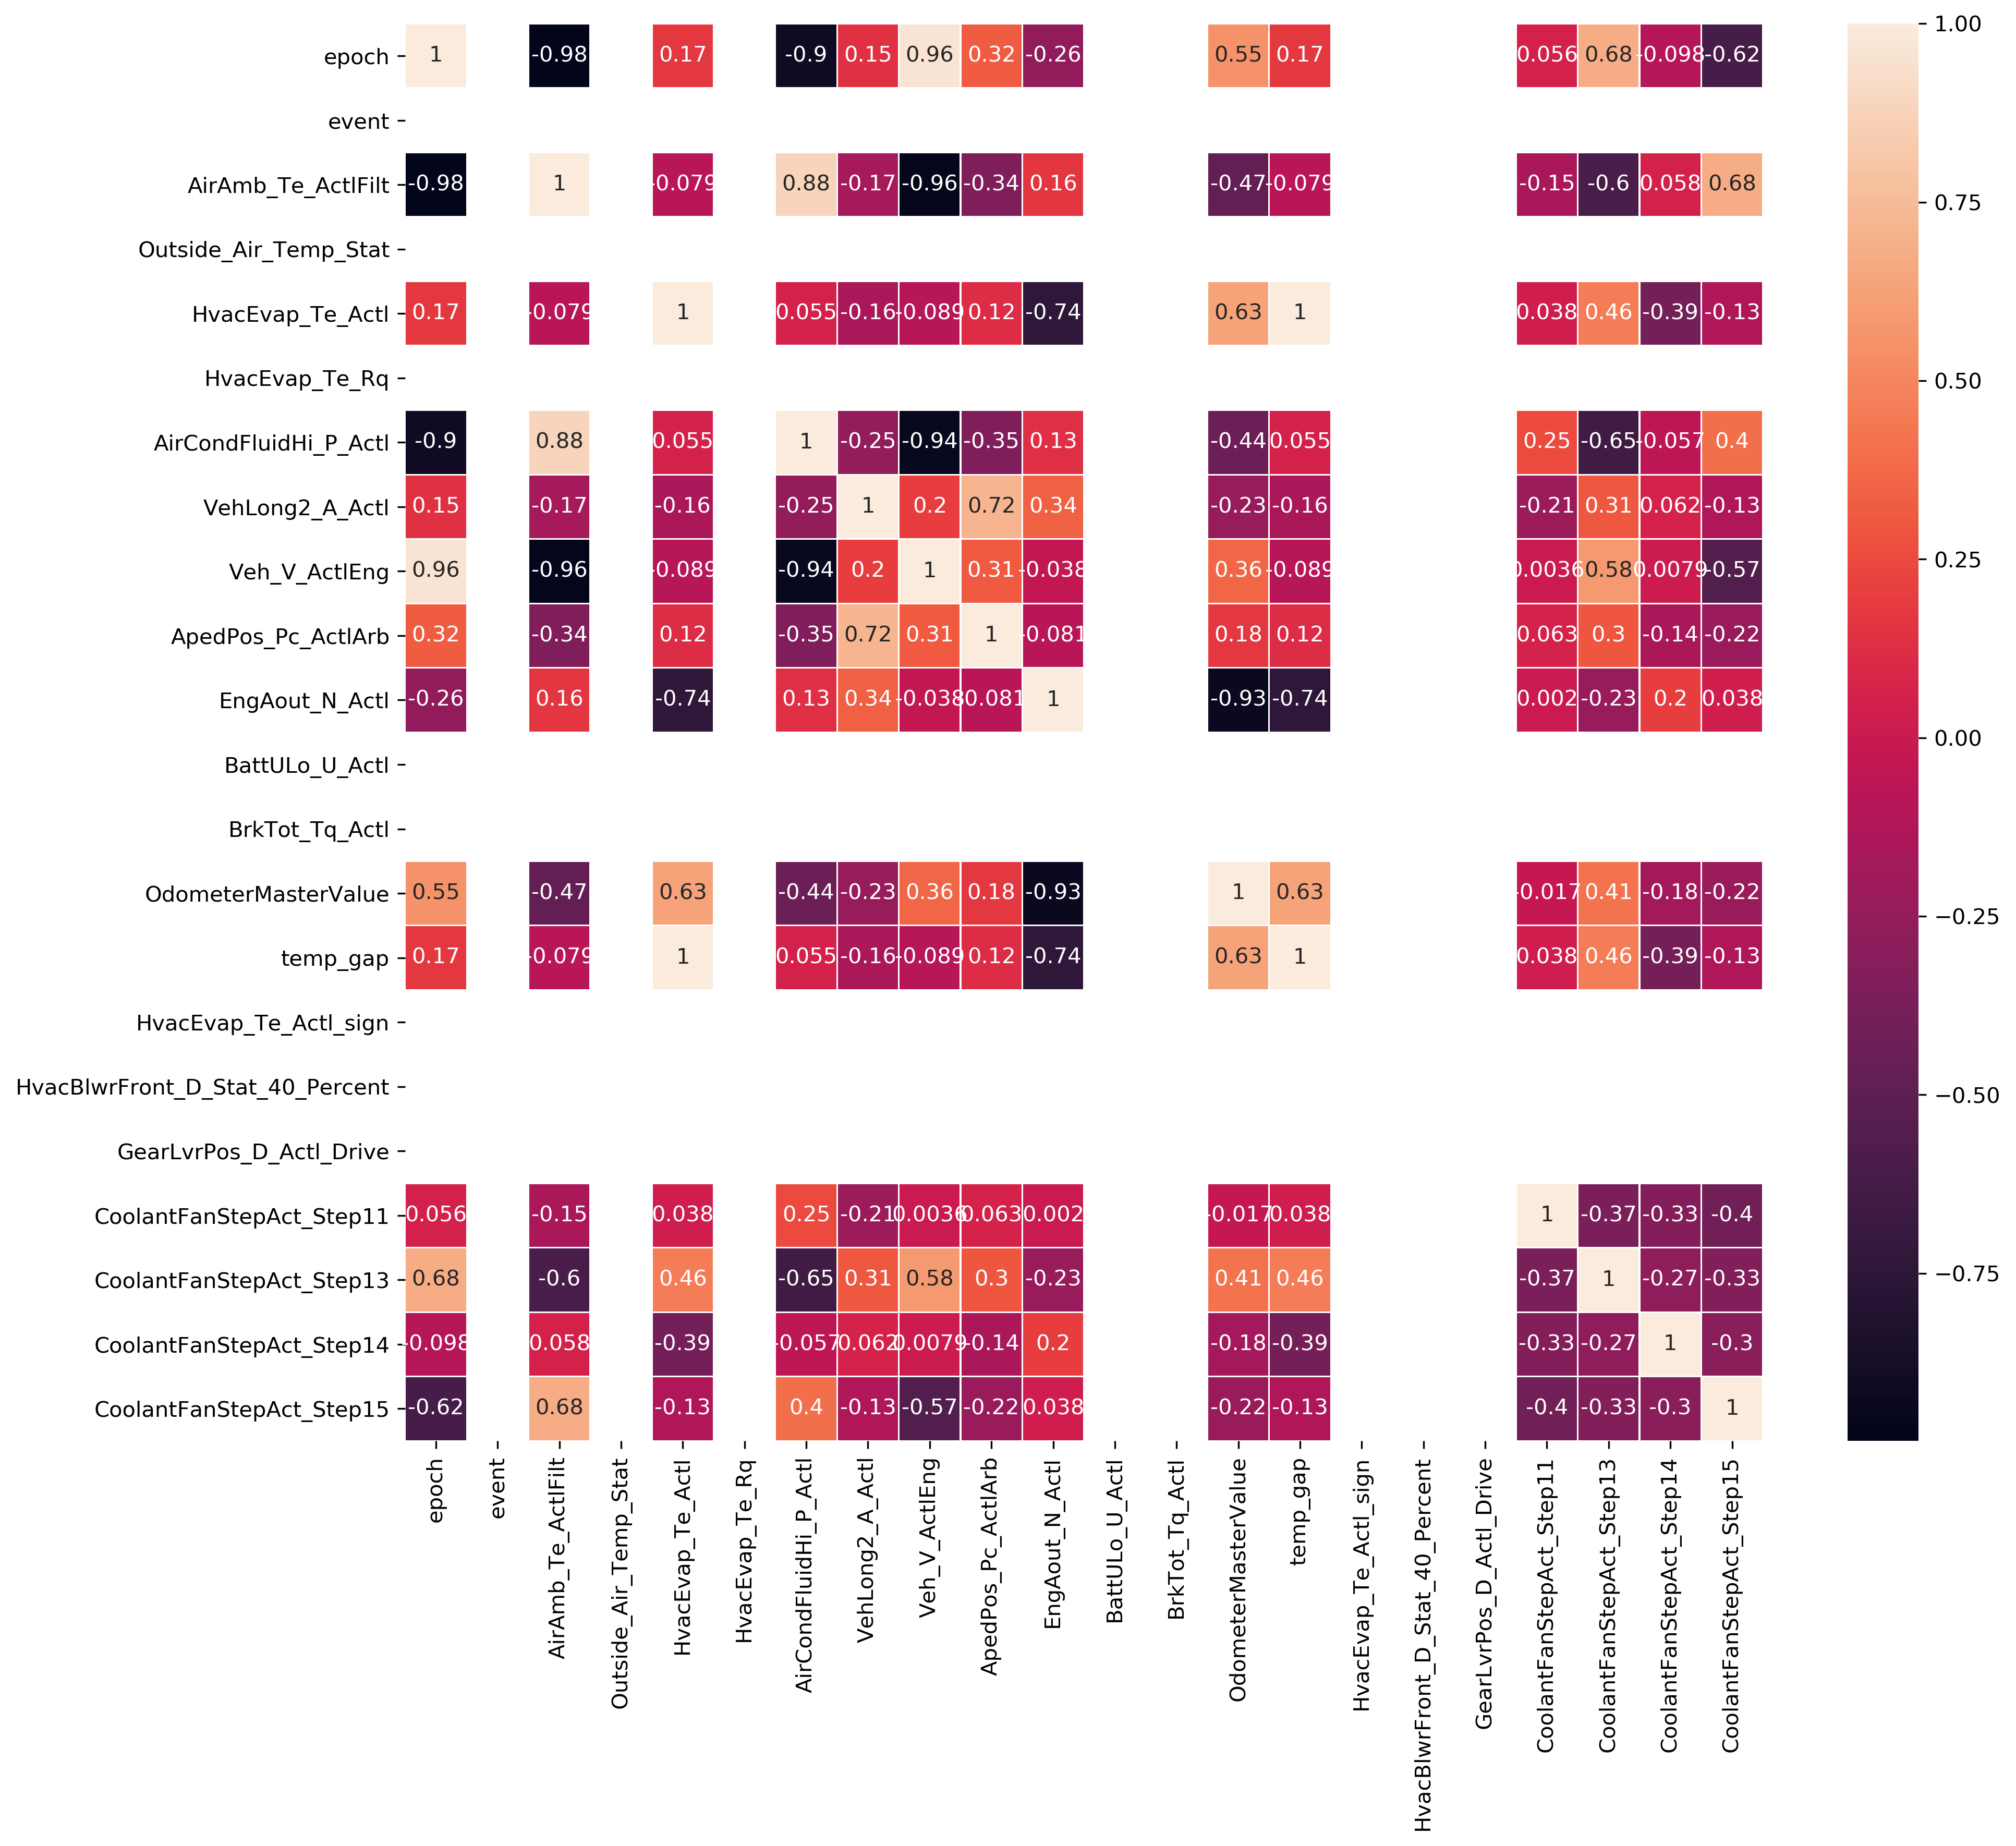 epoch 1 -0.98 0.17 -0.9 0.15 0.96 0.32 -0.26 0.55 0.17 0.056 0.68 -0.098 -0.62
event
AirAmb_Te_ActlFilt -0.98 1 -0.079 0.88 -0.17 -0.96 -0.34 0.16 -0.47 -0.079 -0.15 -0.6 0.058 0.68
Outside_Air_Temp_Stat
HvacEvap_Te_Actl 0.17 -0.079 1 0.055 -0.16 -0.089 0.12 -0.74 0.63 1 0.038 0.46 -0.39 -0.13
HvacEvap_Te_Rq
AirCondFluidHi_P_Actl -0.9 0.88 0.055 1 -0.25 -0.94 -0.35 0.13 -0.44 0.055 0.25 -0.65 -0.057 0.4
VehLong2_A_Actl 0.15 -0.17 -0.16 -0.25 1 0.2 0.72 0.34 -0.23 -0.16 -0.21 0.31 0.062 -0.13
Veh_V_ActlEng 0.96 -0.96 -0.089 -0.94 0.2 1 0.31 -0.038 0.36 -0.089 0.0036 0.58 0.0079 -0.57
ApedPos_Pc_ActlArb 0.32 -0.34 0.12 -0.35 0.72 0.31 1 -0.081 0.18 0.12 0.063 0.3 -0.14 -0.22
EngAout_N_Actl -0.26 0.16 -0.74 0.13 0.34 -0.038 -0.081 1 -0.93 -0.74 0.002 -0.23 0.2 0.038
BattULo_U_Actl
BrkTot_Tq_Actl
OdometerMasterValue 0.55 -0.47 0.63 -0.44 -0.23 0.36 0.18 -0.93 1 0.63 -0.017 0.41 -0.18 -0.22
temp_gap 0.17 -0.079 1 0.055 -0.16 -0.089 0.12 -0.74 0.63 1 0.038 0.46 -0.39 -0.13
HvacEvap_Te_Actl_sign
HvacBlwrFront_D_Stat_40_Percent
GearLvrPos_D_Actl_Drive
CoolantFanStepAct_Step11 0.056 -0.15 0.038 0.25 -0.21 0.0036 0.063 0.002 -0.017 0.038 1 -0.37 -0.33 -0.4
CoolantFanStepAct_Step13 0.68 -0.6 0.46 -0.65 0.31 0.58 0.3 -0.23 0.41 0.46 -0.37 1 -0.27 -0.33
CoolantFanStepAct_Step14 -0.098 0.058 -0.39 -0.057 0.062 0.0079 -0.14 0.2 -0.18 -0.39 -0.33 -0.27 1 -0.3
CoolantFanStepAct_Step15 -0.62 0.68 -0.13 0.4 -0.13 -0.57 -0.22 0.038 -0.22 -0.13 -0.4 -0.33 -0.3 1
epoch
event
AirAmb_Te_ActlFilt
Outside_Air_Temp_Stat
HvacEvap_Te_Actl
HvacEvap_Te_Rq
AirCondFluidHi_P_Actl
VehLong2_A_Actl
Veh_V_ActlEng
ApedPos_Pc_ActlArb
EngAout_N_Actl
BattULo_U_Actl
BrkTot_Tq_Actl
OdometerMasterValue
temp_gap
HvacEvap_Te_Actl_sign
HvacBlwrFront_D_Stat_40_Percent
GearLvrPos_D_Actl_Drive
CoolantFanStepAct_Step11
CoolantFanStepAct_Step13
CoolantFanStepAct_Step14
CoolantFanStepAct_Step15
1.00
0.75
0.50
0.25
0.00
−0.25
−0.50
−0.75